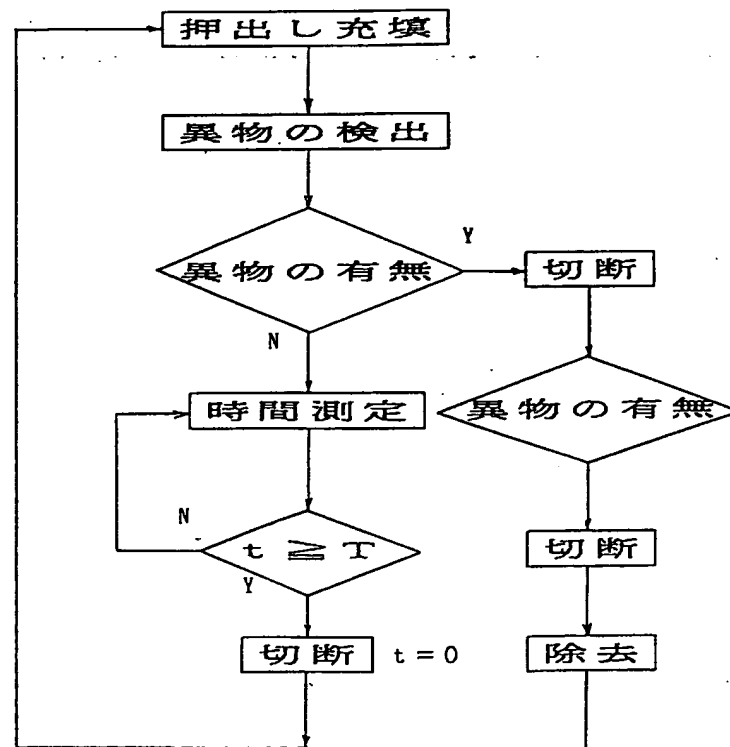 押出し充填
異物の検出
異物の有無
Y
切断
N
時間測定
異物の有無
N
t ≧ T
Y
切断
切断 t = 0
除去